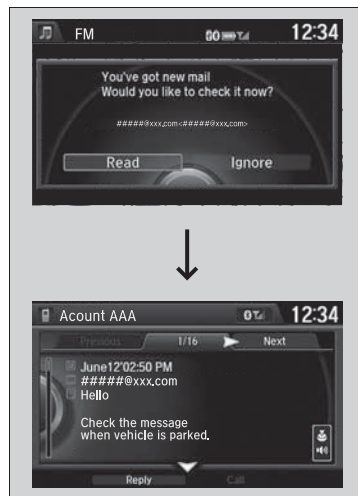 FM 12:34
You've got new mail
Would you like to check it now?
#####@xxx.com<#####@xxx.com>
Read Ignore
Acount AAA 12:34
Previous 1/16 Next
June12'02:50 PM
#####@xxx.com
Hello
Check the message
when vehicle is parked.
Reply Call